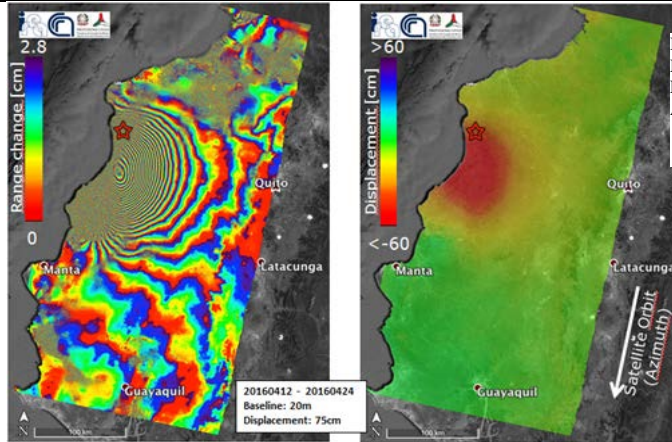 2.8
Range change [cm]
0
Quito
Manta
Latacunga
Guayaquil
N
100 km
20160412 - 20160424
Baseline: 20m
Displacement: 75cm
>60
Displacement [cm]
<-60
Quito
Manta
Latacunga
Satellite Orbit
(Azimuth)
Guayaquil
N
100 km